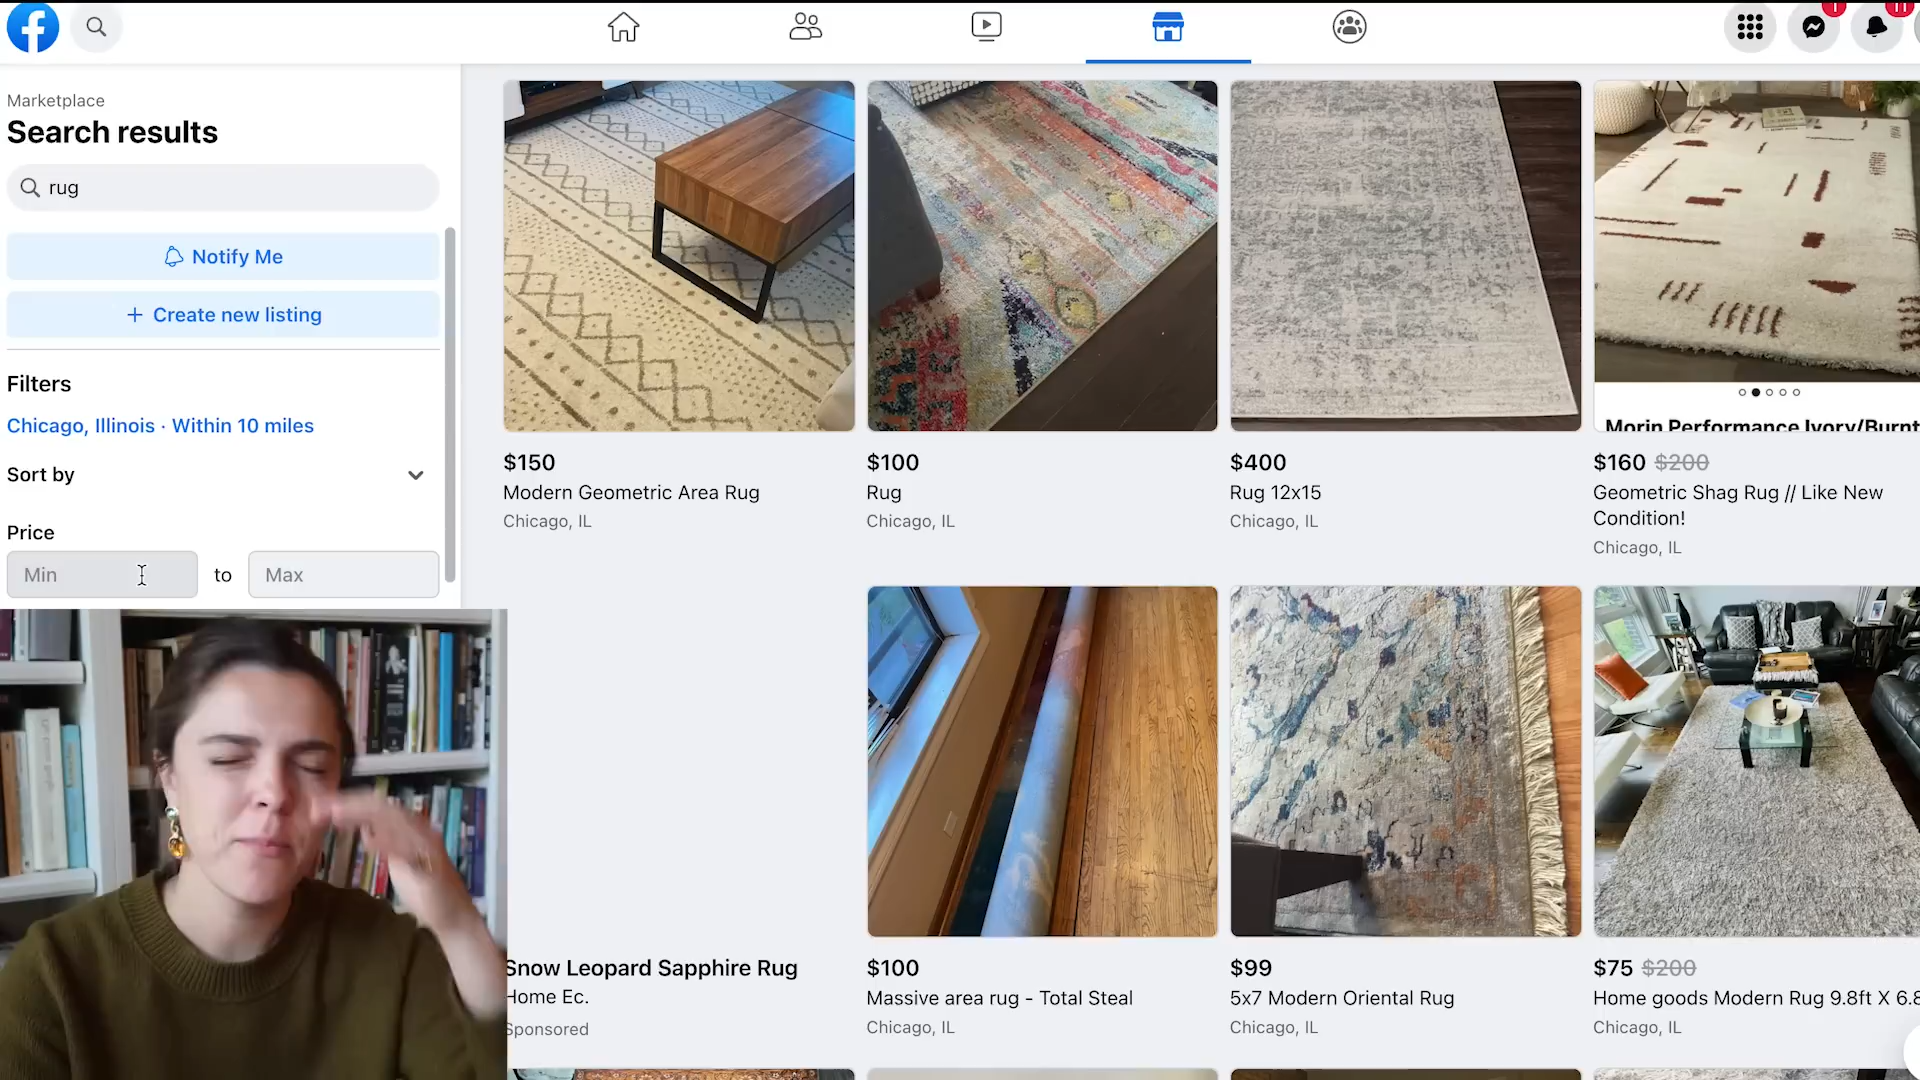 Marketplace
Search results
rug
Notify Me
+ Create new listing
Filters
Chicago, Illinois · Within 10 miles
Sort by
Price
Min
to
Max
$150
Modern Geometric Area Rug
Chicago, IL
$100
Rug
Chicago, IL
$400
Rug 12x15
Chicago, IL
Morin Performance Ivory/Burnt
$160 $200
Geometric Shag Rug // Like New
Condition!
Chicago, IL
Snow Leopard Sapphire Rug
Home Ec.
Sponsored
$100
Massive area rug - Total Steal
Chicago, IL
$99
5x7 Modern Oriental Rug
Chicago, IL
$75 $200
Home goods Modern Rug 9.8ft X 6.8
Chicago, IL